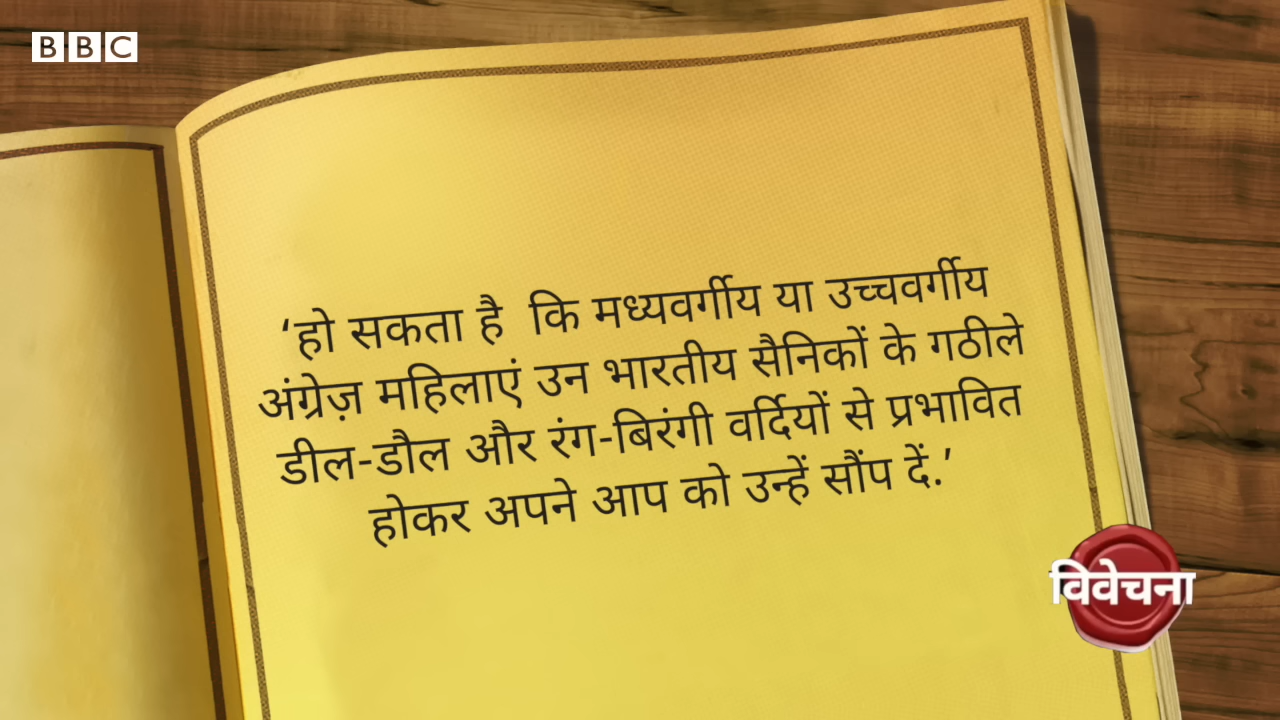 BBC
‘हो सकता है कि मध्यवर्गीय या उच्चवर्गीय
अंग्रेज़ महिलाएं उन भारतीय सैनिकों के गठीले
डील-डौल और रंग-बिरंगी वर्दियों से प्रभावित
होकर अपने आप को उन्हें सौंप दें.’
विवेचना